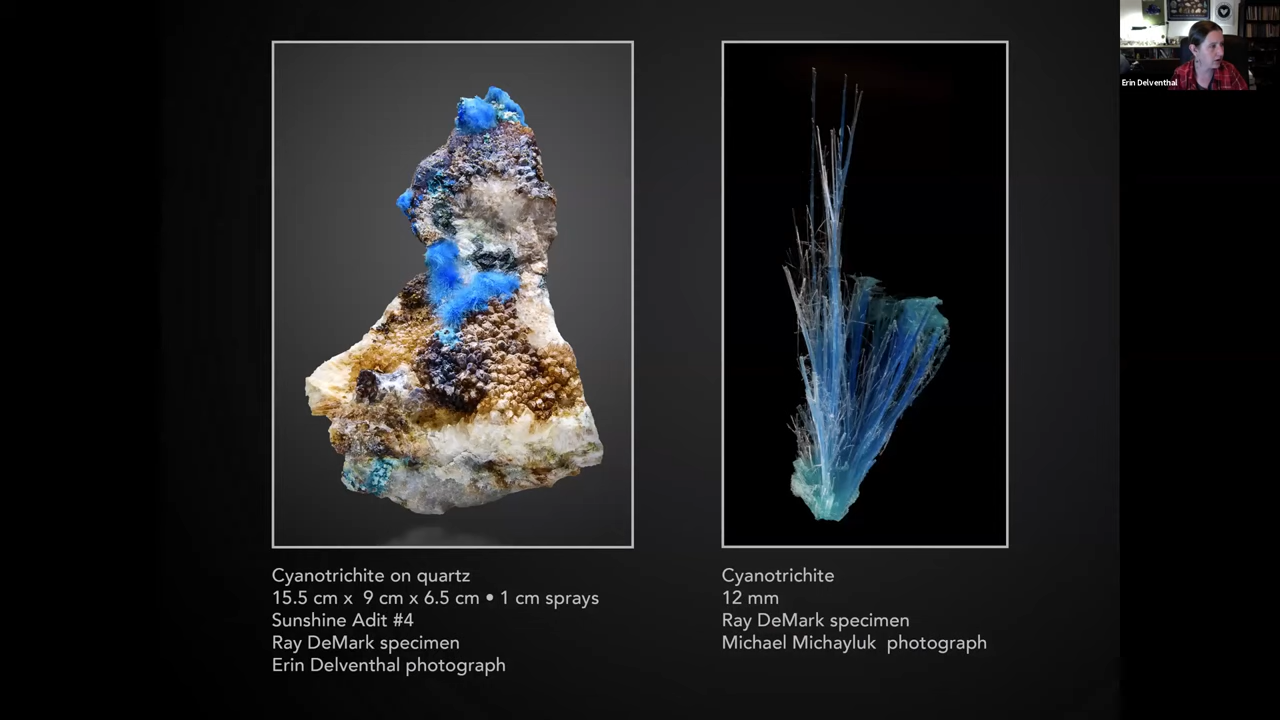 Erin Delventhal
Cyanotrichite on quartz
15.5 cm x 9 cm x 6.5 cm • 1 cm sprays
Sunshine Adit #4
Ray DeMark specimen
Erin Delventhal photograph
Cyanotrichite
12 mm
Ray DeMark specimen
Michael Michayluk photograph